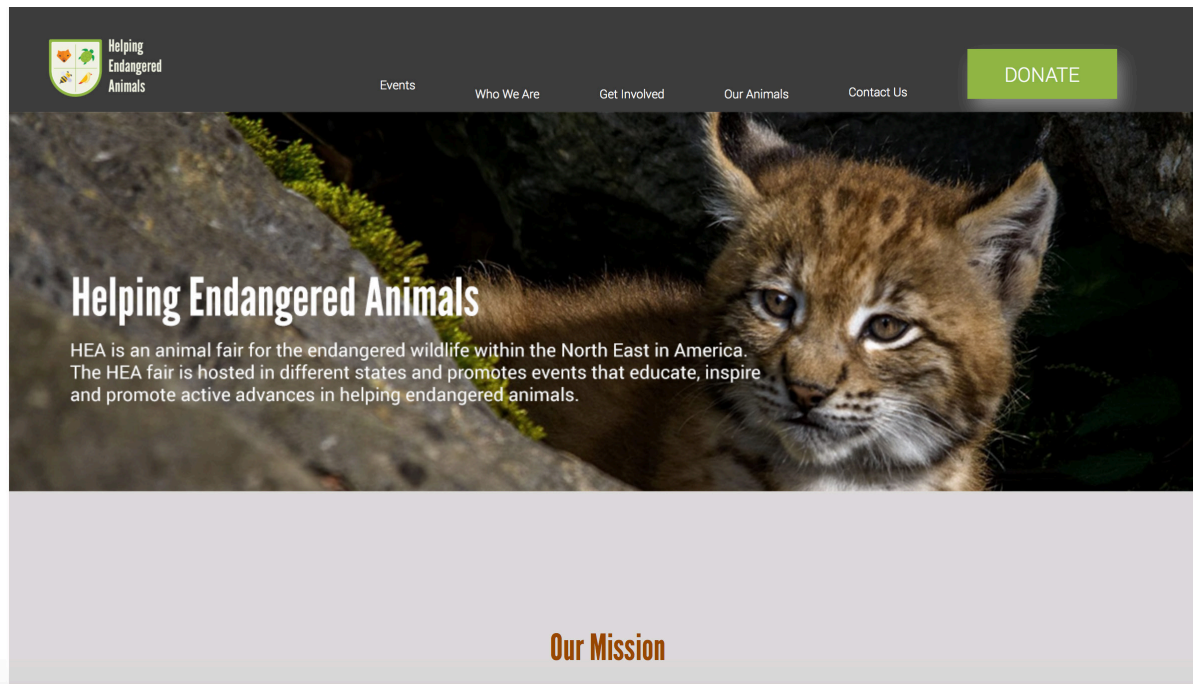 Helping
Endangered
Animals
Events
Who We Are
Get Involved
Our Animals
Contact Us
DONATE
Helping Endangered Animals
HEA is an animal fair for the endangered wildlife within the North East in America.
The HEA fair is hosted in different states and promotes events that educate, inspire
and promote active advances in helping endangered animals.
Our Mission